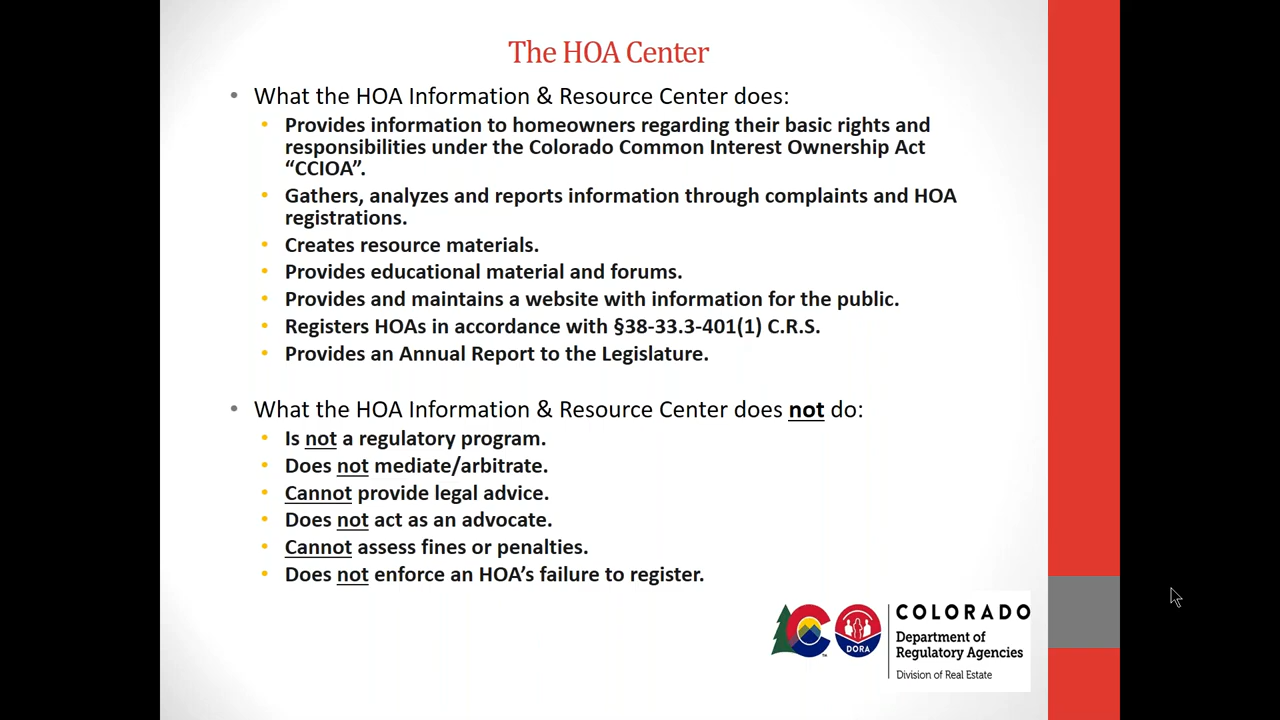 The HOA Center
• What the HOA Information & Resource Center does:
• Provides information to homeowners regarding their basic rights and
responsibilities under the Colorado Common Interest Ownership Act
“CCIOA”.
• Gathers, analyzes and reports information through complaints and HOA
registrations.
• Creates resource materials.
• Provides educational material and forums.
• Provides and maintains a website with information for the public.
• Registers HOAs in accordance with §38-33.3-401(1) C.R.S.
• Provides an Annual Report to the Legislature.
• What the HOA Information & Resource Center does not do:
• Is not a regulatory program.
• Does not mediate/arbitrate.
• Cannot provide legal advice.
• Does not act as an advocate.
• Cannot assess fines or penalties.
• Does not enforce an HOA’s failure to register.
DORA
COLORADO
Department of
Regulatory Agencies
Division of Real Estate